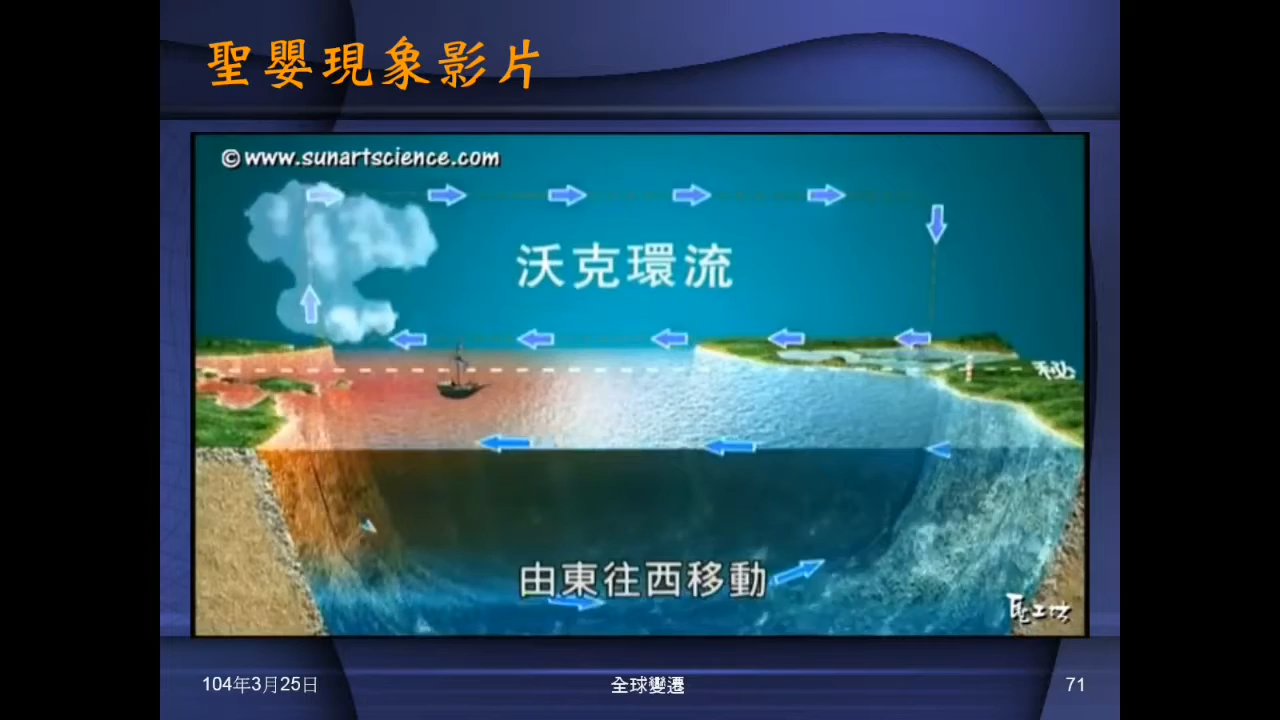 聖嬰現象影片
©www.sunartscience.com
沃克環流
由東往西移動
104年3月25日
全球變遷
71